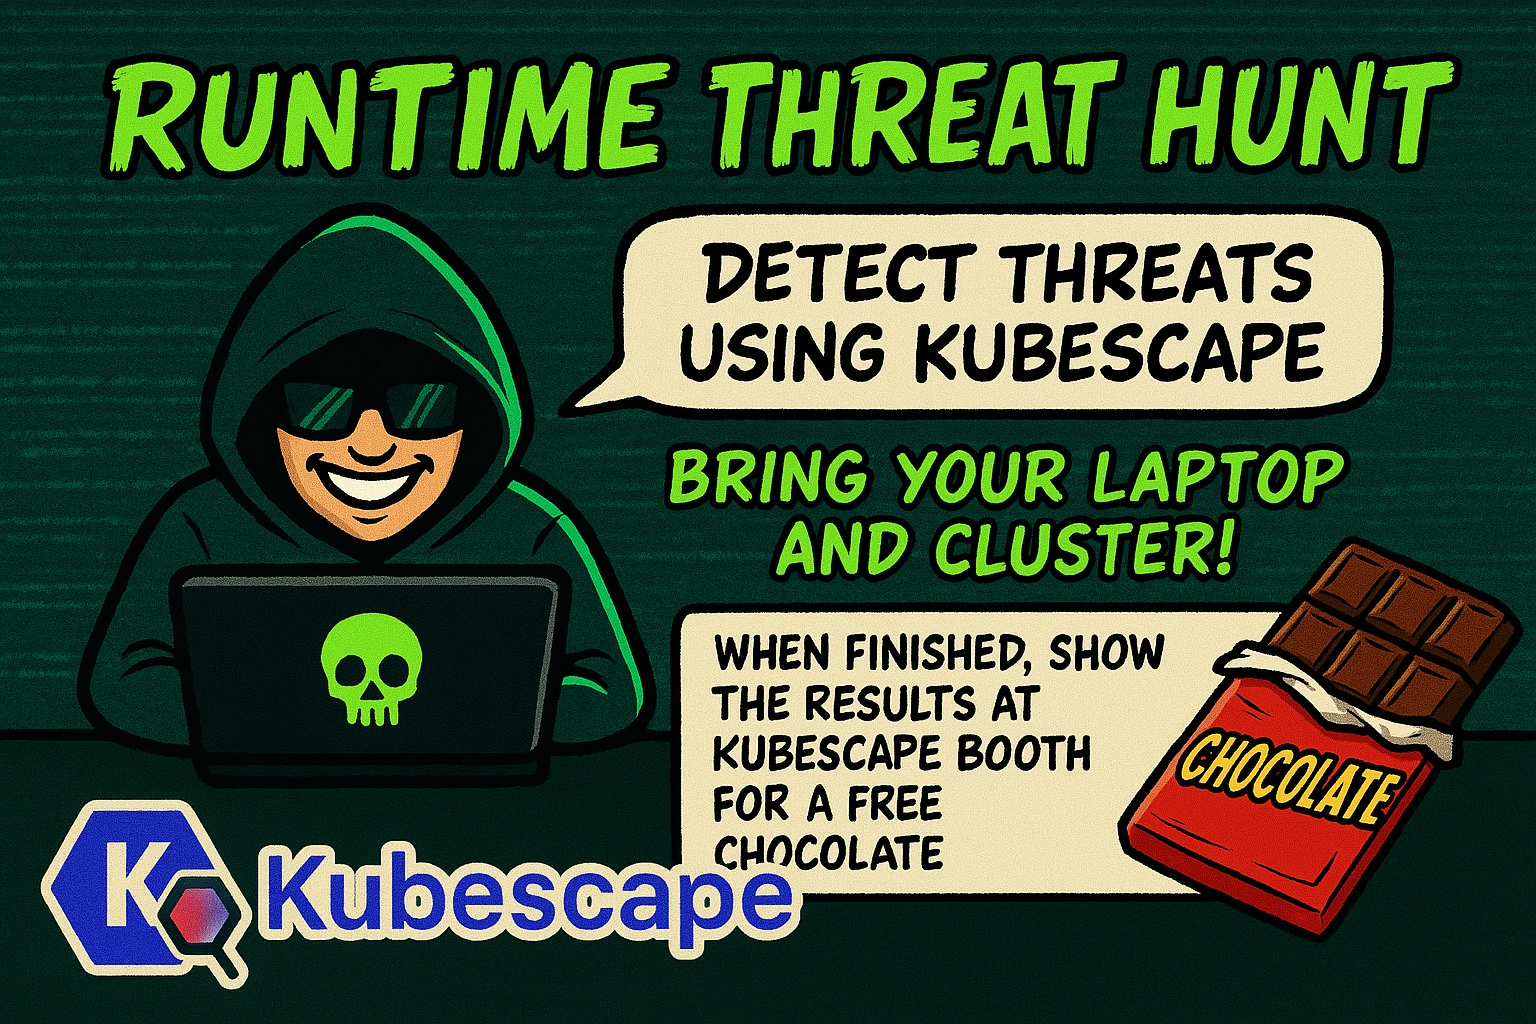 RUNTIME THREAT HUNT
DETECT THREATS
USING KUBESCAPE
BRING YOUR LAPTOP
AND CLUSTER!
WHEN FINISHED, SHOW
THE RESULTS AT
KUBESCAPE BOOTH
FOR A FREE
CHOCOLATE
CHOCOLATE
K
Kubescape